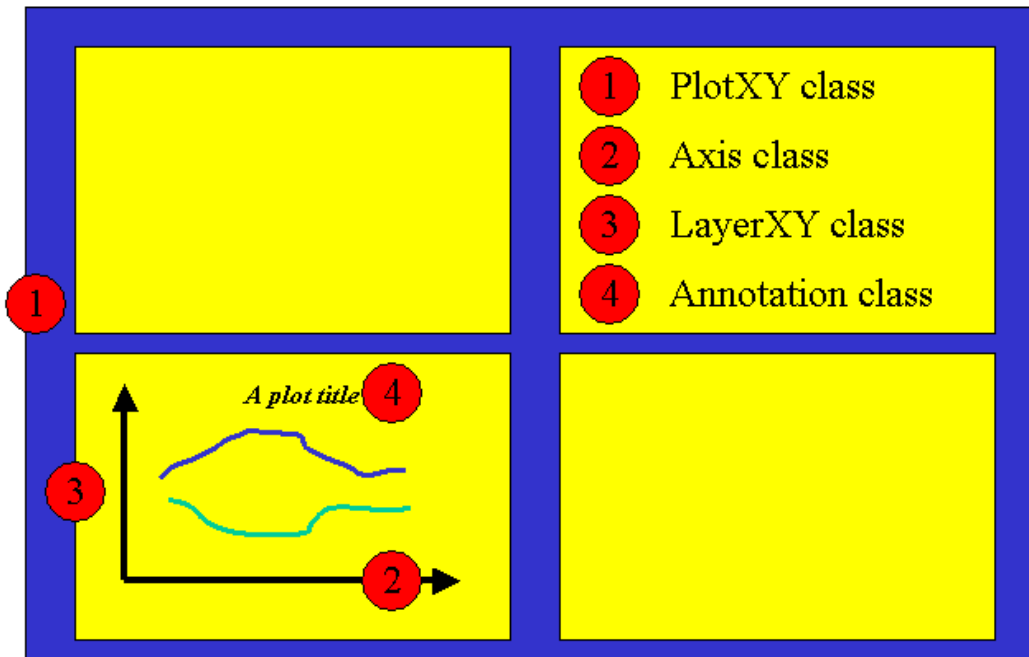 1 PlotXY class
2 Axis class
3 LayerXY class
4 Annotation class
1
A plot title 4
3
2